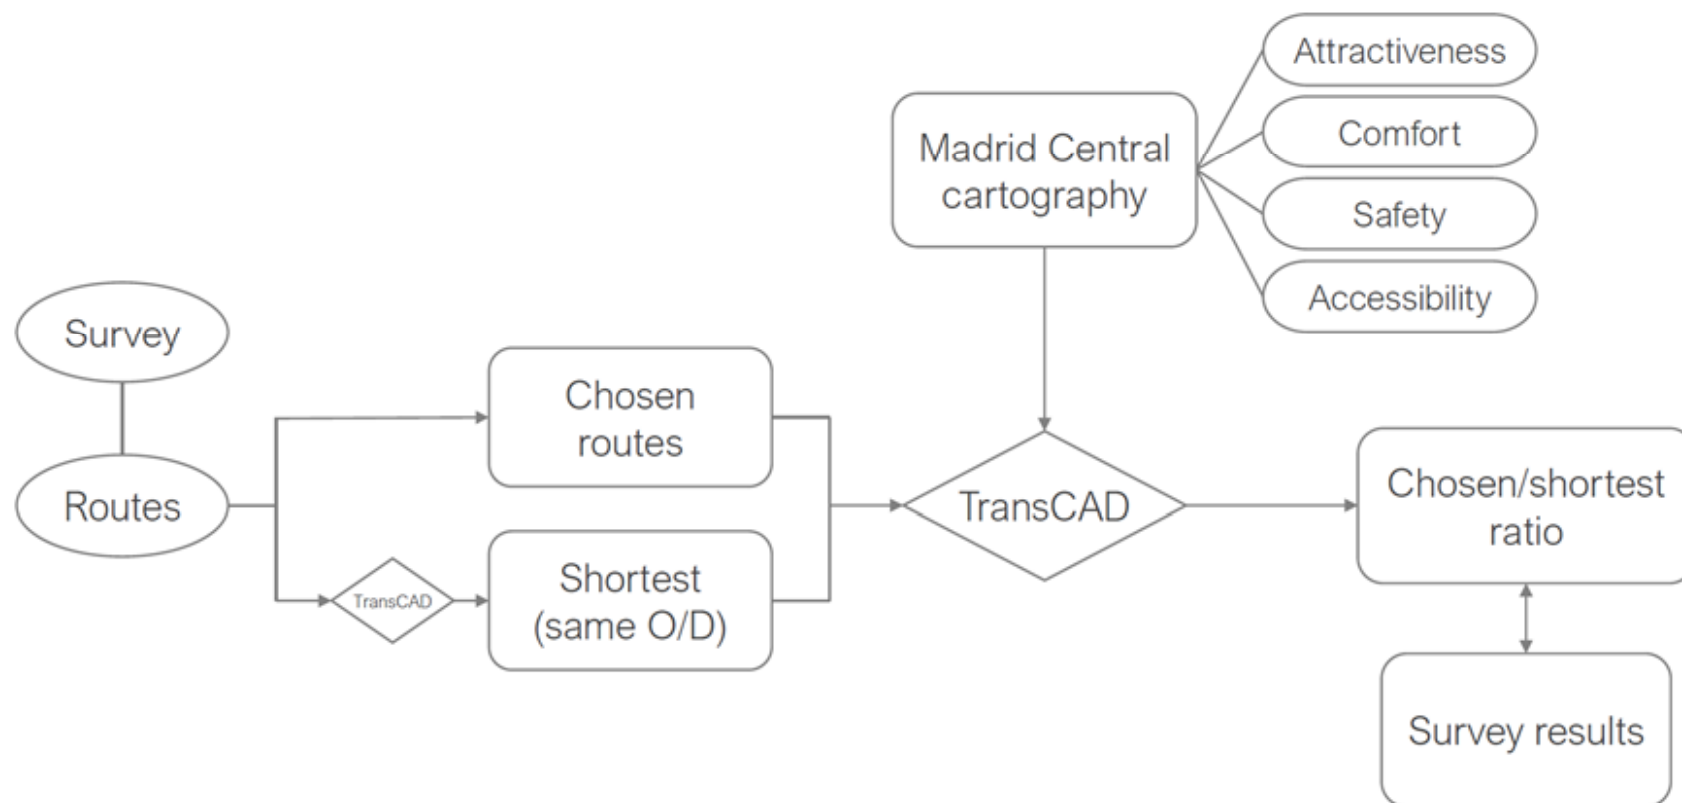 Attractiveness
Comfort
Safety
Accessibility
Madrid Central
cartography
Survey
Routes
Chosen
routes
TransCAD
Shortest
(same O/D)
TransCAD
Chosen/shortest
ratio
Survey results